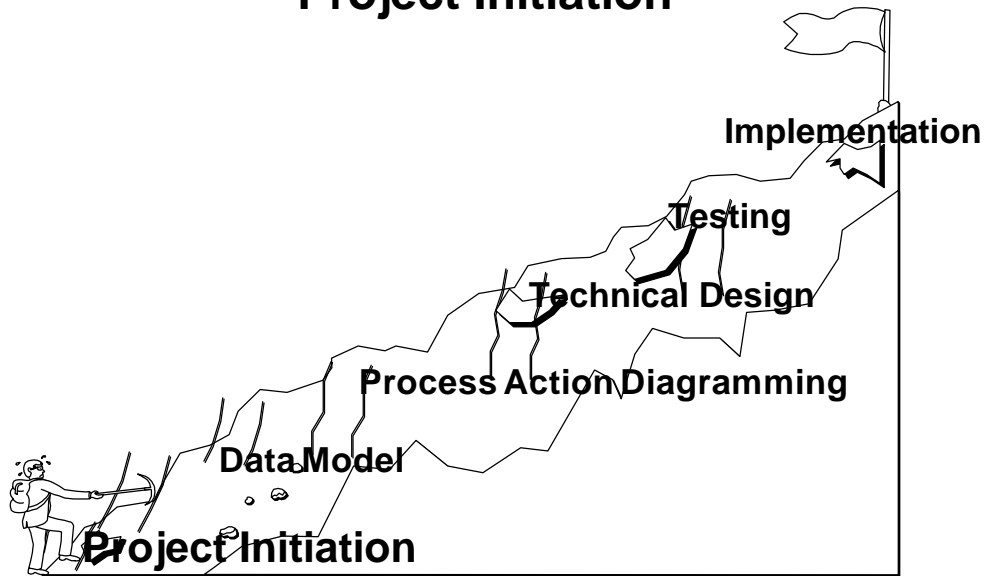 Project Initiation
Implementation
Testing
Technical Design
Process Action Diagramming
Data Model
Project Initiation